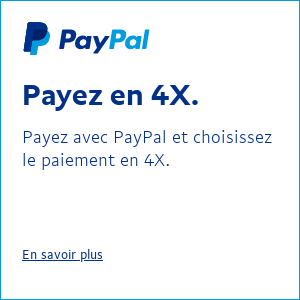 PayPal
Payez en 4X.
Payez avec PayPal et choisissez
le paiement en 4X.
En savoir plus